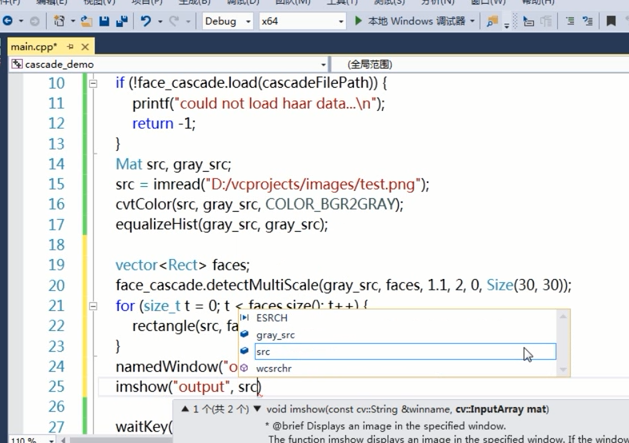 Debug
x64
本地 Windows 调试器
main.cpp*
cascade_demo
(全局范围)
10 if (!face_cascade.load(cascadeFilePath)) {
11 printf("could not load haar data...\n");
12 return -1;
13 }
14 Mat src, gray_src;
15 src = imread("D:/vcprojects/images/test.png");
16 cvtColor(src, gray_src, COLOR_BGR2GRAY);
17 equalizeHist(gray_src, gray_src);
18
19 vector<Rect> faces;
20 face_cascade.detectMultiScale(gray_src, faces, 1.1, 2, 0, Size(30, 30));
21 for (size_t t = 0; t < faces.size(); t++) {
22 rectangle(src, fa
23 }
24 namedWindow("o
25 imshow("output", src)
26
27 waitKey(
ESRCH
gray_src
src
wcsrchr
▲ 1 个(共 2 个) ▼ void imshow(const cv::String &winname, cv::InputArray mat)
* @brief Displays an image in the specified window.
The function imshow displays an image in the specified window. If the window
110 %